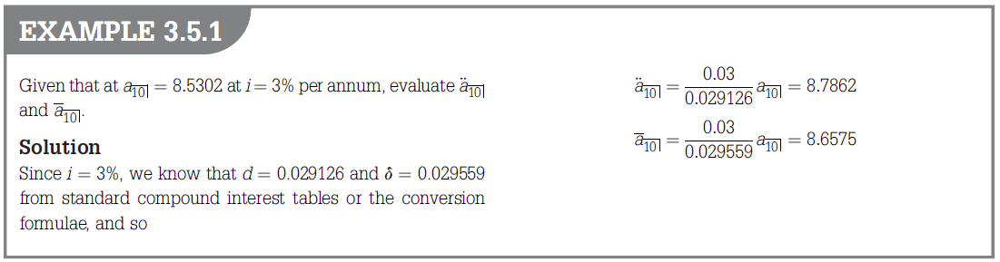 EXAMPLE 3.5.1
Given that at a_{\overline{10|}} = 8.5302 at i = 3% per annum, evaluate ä_{\overline{10|}}
and \overline{a}_{\overline{10|}}.
Solution
Since i = 3%, we know that d = 0.029126 and δ = 0.029559
from standard compound interest tables or the conversion
formulae, and so
ä_{\overline{10|}} = \frac{0.03}{0.029126} a_{\overline{10|}} = 8.7862
\overline{a}_{\overline{10|}} = \frac{0.03}{0.029559} a_{\overline{10|}} = 8.6575